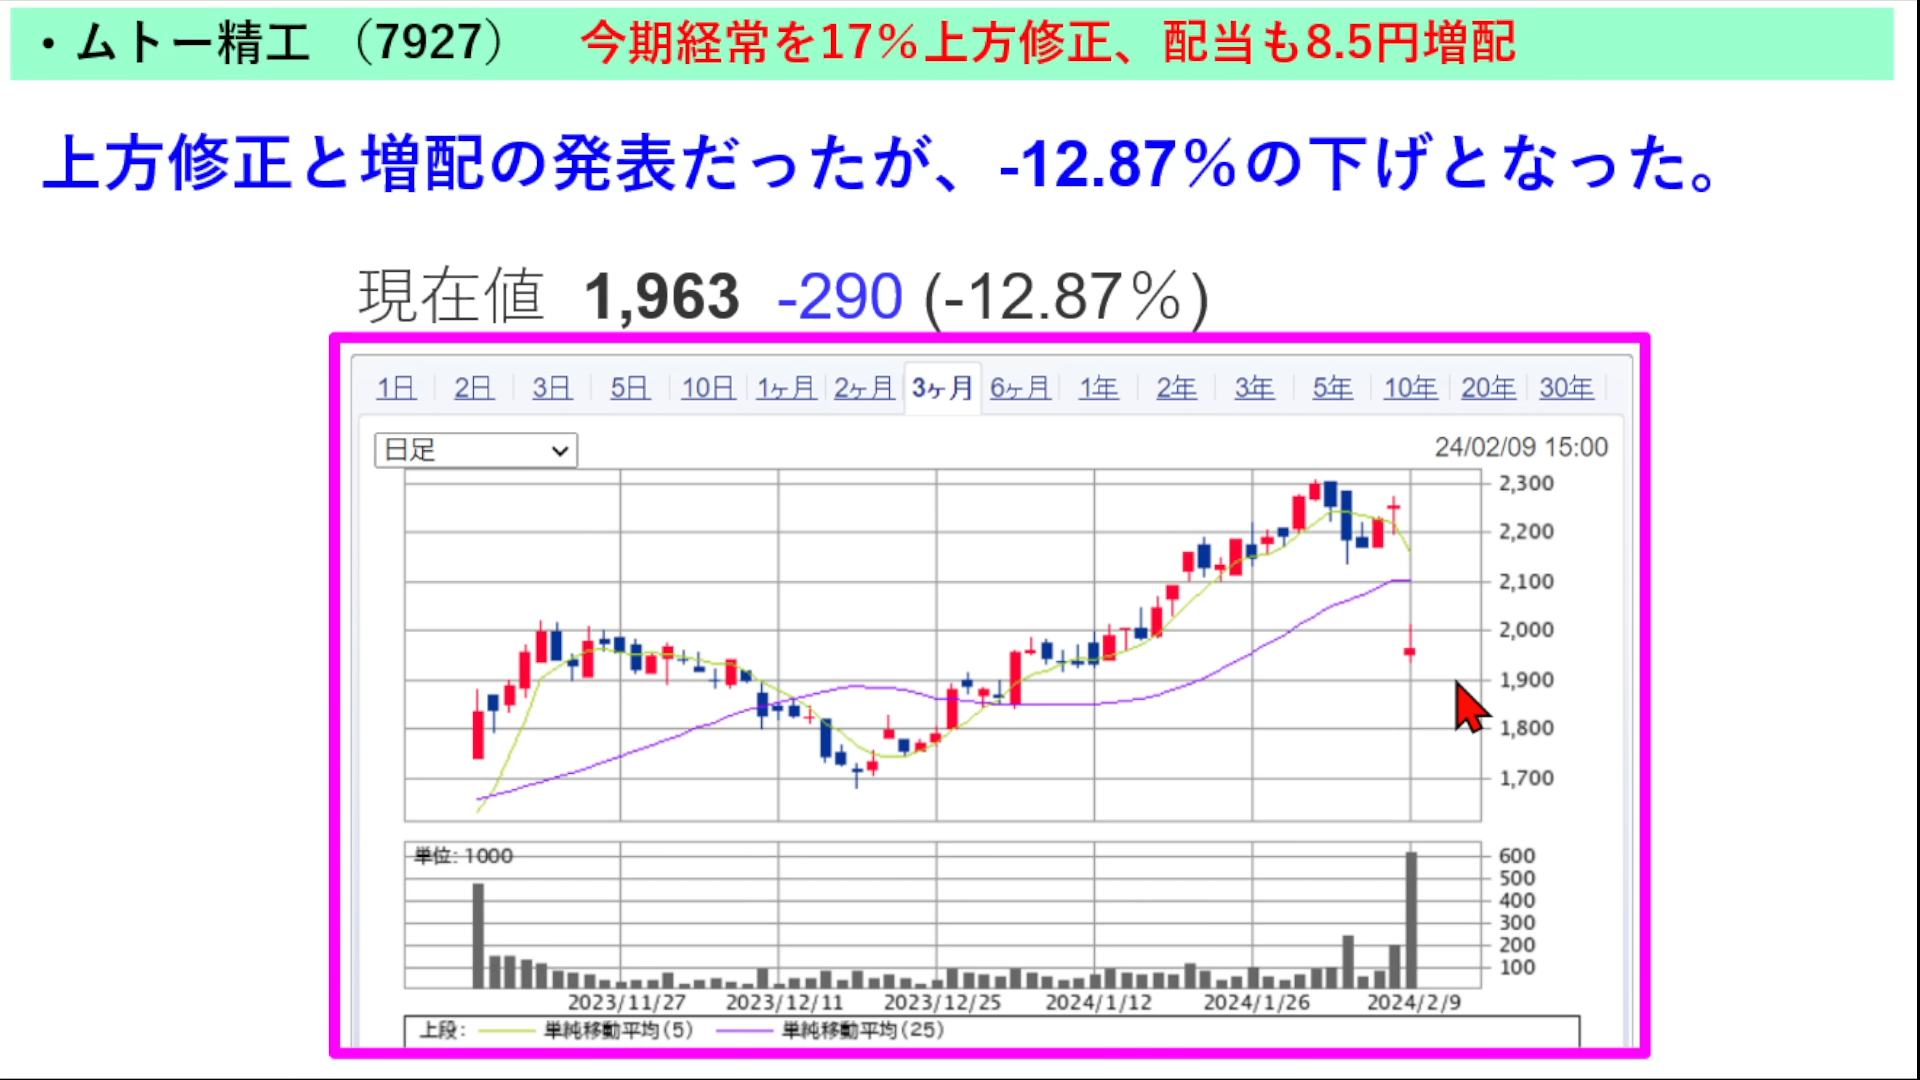 ・ムトー精工 （7927） 今期経常を17％上方修正、配当も8.5円増配
上方修正と増配の発表だったが、-12.87％の下げとなった。
現在値 1,963 -290 (-12.87％)
1日 2日 3日 5日 10日 1ヶ月 2ヶ月 3ヶ月 6ヶ月 1年 2年 3年 5年 10年 20年 30年
日足 24/02/09 15:00
2,300
2,200
2,100
2,000
1,900
1,800
1,700
単位: 1000 600
500
400
300
200
100
2023/11/27 2023/12/11 2023/12/25 2024/1/12 2024/1/26 2024/2/9
上段: 単純移動平均(5) 単純移動平均(25)